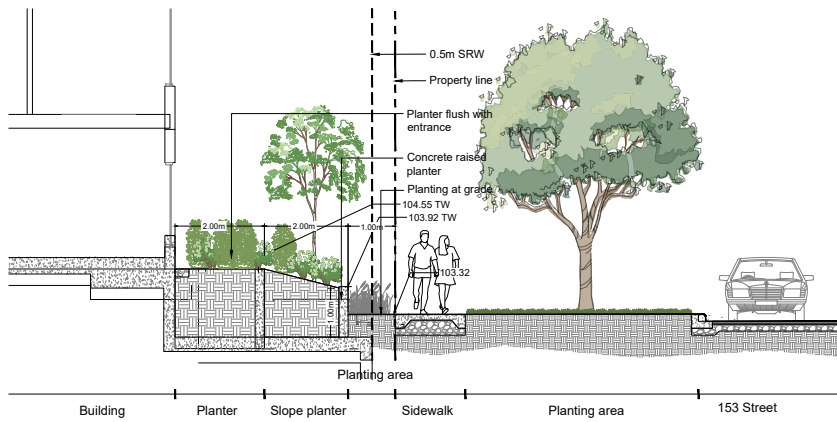 0.5m SRW
Property line
Planter flush with
entrance
Concrete raised
planter
Planting at grade
104.55 TW
103.92 TW
2.00m
2.00m
1.00m
103.32
1.00m
Planting area
Building
Planter
Slope planter
Sidewalk
Planting area
153 Street